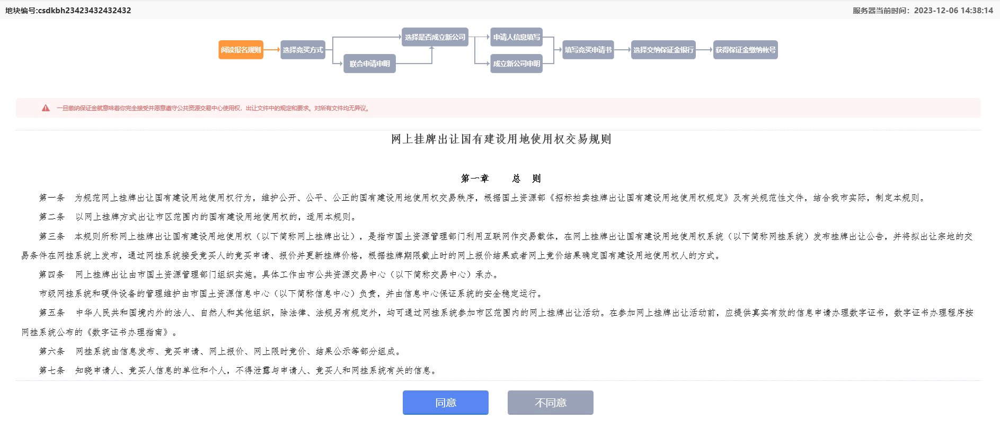 地块编号:csdkbh23423432432432
服务器当前时间：2023-12-06 14:38:14
阅读报名规则
选择竞买方式
联合申请申明
选择是否成立新公司
申请人信息填写
成立新公司申明
填写竞买申请书
选择交纳保证金银行
获得保证金缴纳帐号
一旦缴纳保证金就意味着你完全接受并愿意遵守公共资源交易中心使用权，出让文件中的规定和要求。对所有文件均无异议。
网上挂牌出让国有建设用地使用权交易规则
第一章 总 则
第一条 为规范网上挂牌出让国有建设用地使用权行为，维护公开、公平、公正的国有建设用地使用权交易秩序，根据国土资源部《招标拍卖挂牌出让国有建设用地使用权规定》及有关规范性文件，结合我市实际，制定本规则。
第二条 以网上挂牌方式出让市区范围内的国有建设用地使用权的，适用本规则。
第三条 本规则所称网上挂牌出让国有建设用地使用权（以下简称网上挂牌出让），是指市国土资源管理部门利用互联网作交易载体，在网上挂牌出让国有建设用地使用权系统（以下简称网挂系统）发布挂牌出让公告，并将拟出让宗地的交
易条件在网挂系统上发布，通过网挂系统接受竞买人的竞买申请、报价并更新挂牌价格，根据挂牌期限截止时的网上报价结果或者网上竞价结果确定国有建设用地使用权人的方式。
第四条 网上挂牌出让由市国土资源管理部门组织实施。具体工作由市公共资源交易中心（以下简称交易中心）承办。
市级网挂系统和硬件设备的管理维护由市国土资源信息中心（以下简称信息中心）负责，并由信息中心保证系统的安全稳定运行。
第五条 中华人民共和国境内外的法人、自然人和其他组织，除法律、法规另有规定外，均可通过网挂系统参加市区范围内的网上挂牌出让活动。在参加网上挂牌出让活动前，应提供真实有效的信息申请办理数字证书，数字证书办理程序按
网挂系统公布的《数字证书办理指南》。
第六条 网挂系统由信息发布、竞买申请、网上报价、网上限时竞价、结果公示等部分组成。
第七条 知晓申请人、竞买人信息的单位和个人，不得泄露与申请人、竞买人和网挂系统有关的信息。
同意
不同意